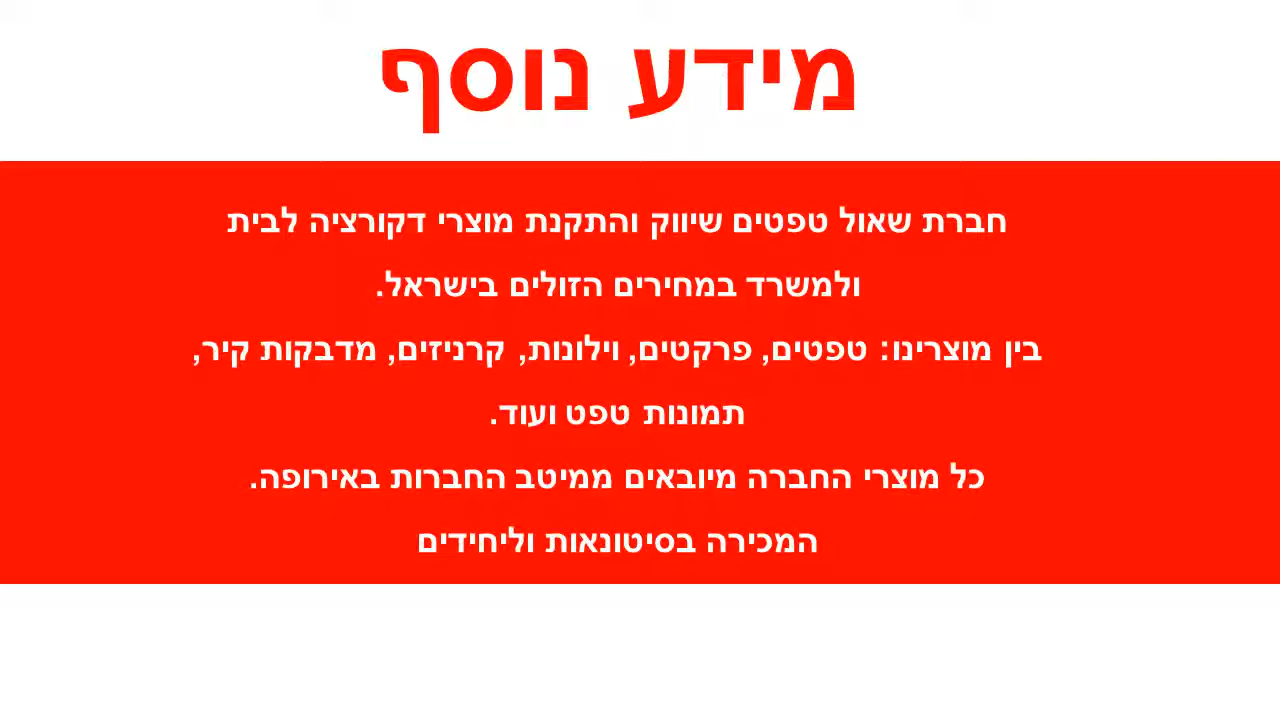 מידע נוסף
חברת שאול טפטים שיווק והתקנת מוצרי דקורציה לבית
ולמשרד במחירים הזולים בישראל.
בין מוצרינו: טפטים, פרקטים, וילונות, קרניזים, מדבקות קיר,
תמונות טפט ועוד.
כל מוצרי החברה מיובאים ממיטב החברות באירופה.
המכירה בסיטונאות וליחידים